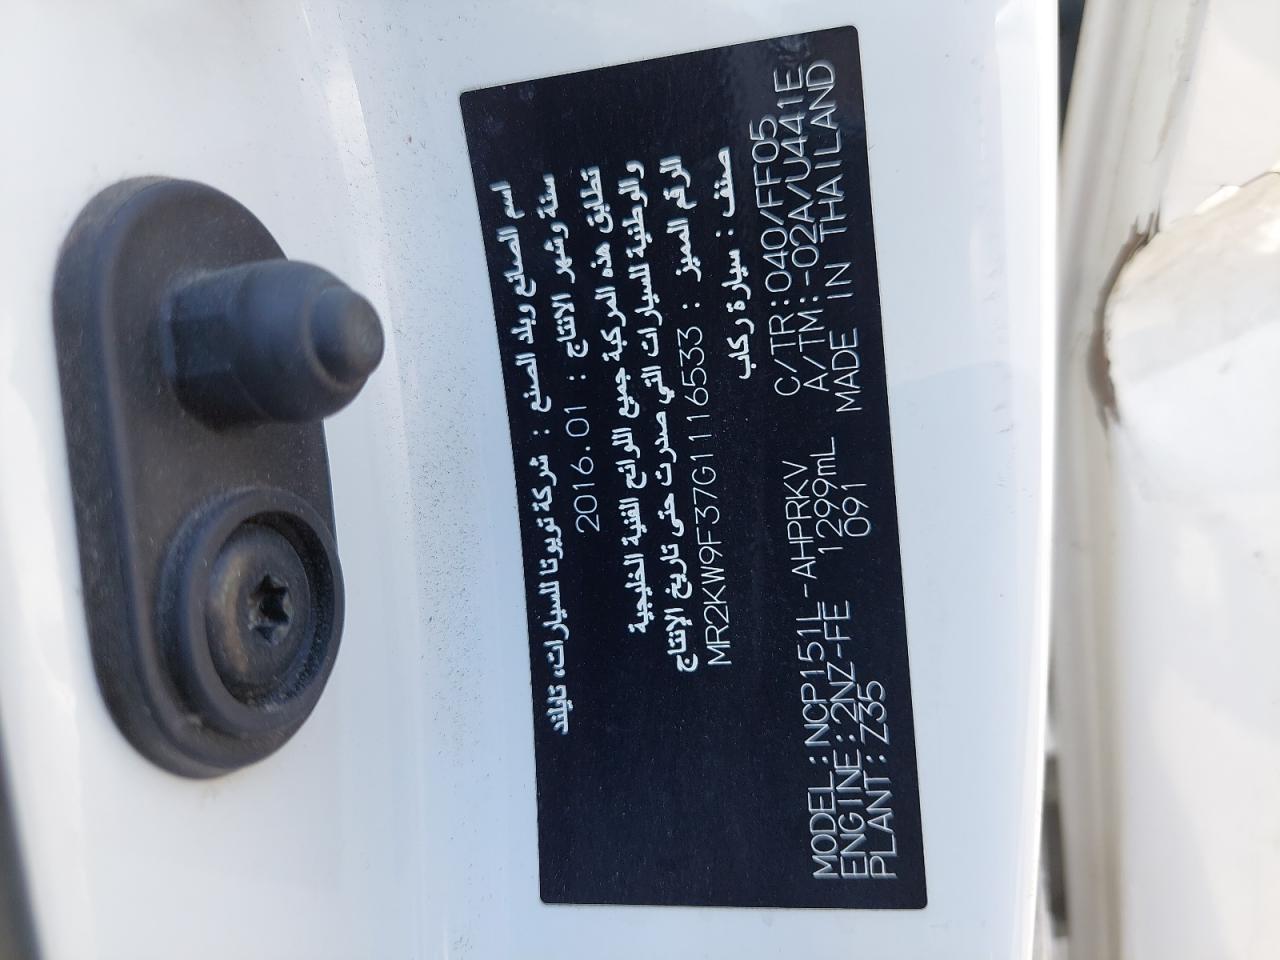 اسم الصانع وبلد الصنع : شركة تويوتا للسيارات، تايلند
سنة وشهر الانتاج : 2016.01
تطابق هذه المركبة جميع اللوائح الفنية الخليجية
والوطنية للسيارات التي صدرت حتى تاريخ الإنتاج
الرقم المميز : MR2KW9F37G1116533
صنف : سيارة ركاب
MODEL:NCP151L-AHPRKV C/TR:040/FF05
ENGINE:2NZ-FE 1299mL A/TM:-02A/U441E
PLANT:Z35 091 MADE IN THAILAND